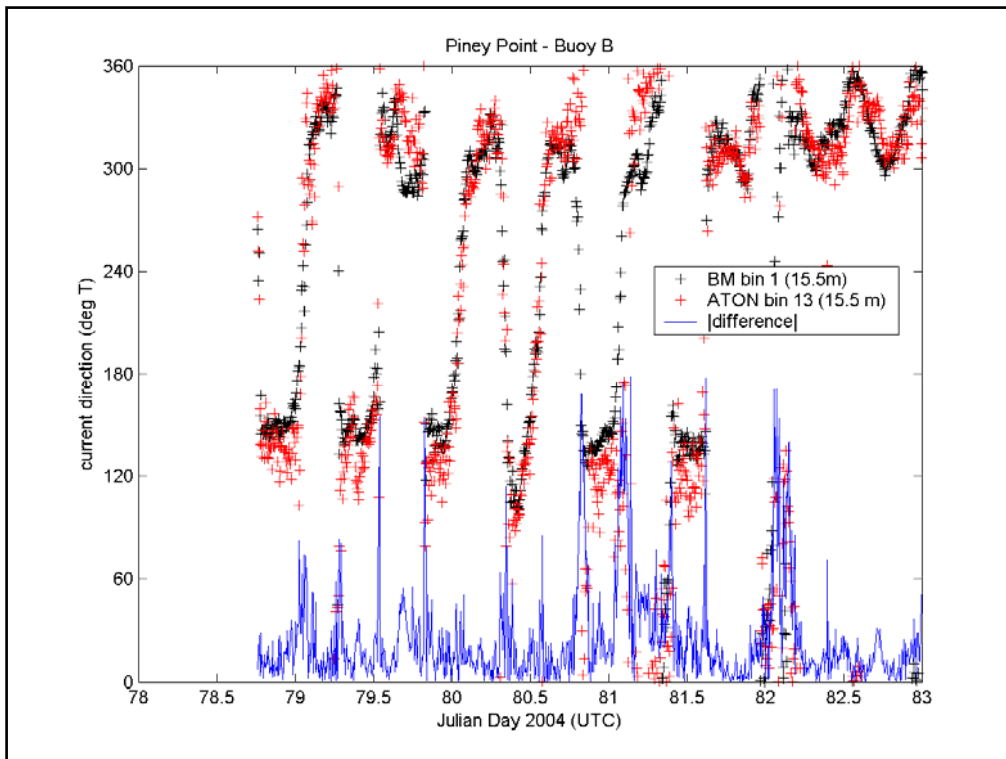 Piney Point - Buoy B
current direction (deg T)
360
300
240
180
120
60
0
BM bin 1 (15.5m)
ATON bin 13 (15.5 m)
|difference|
78 78.5 79 79.5 80 80.5 81 81.5 82 82.5 83
Julian Day 2004 (UTC)